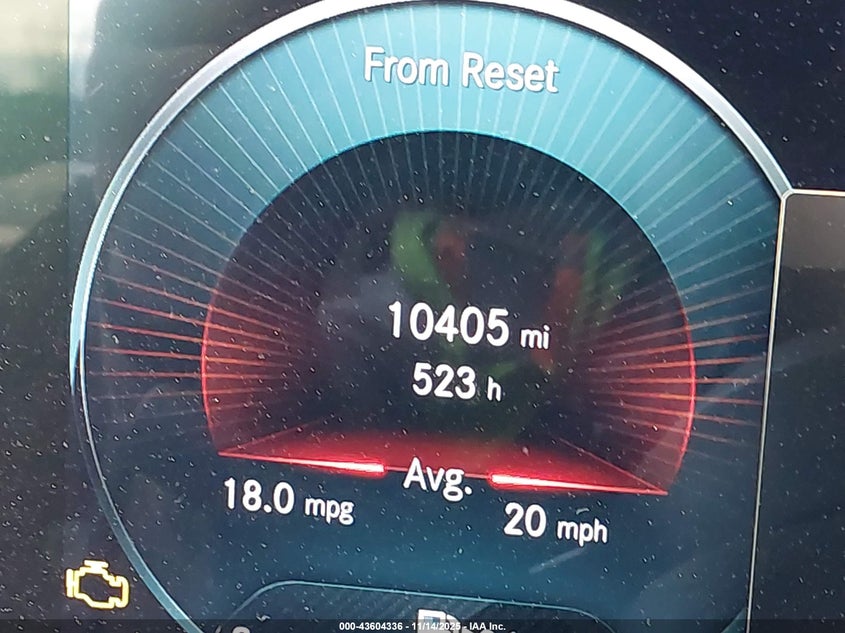 From Reset
10405 mi
523 h
Avg.
18.0 mpg
20 mph
000-43604336 - 11/14/2025 - IAA Inc.